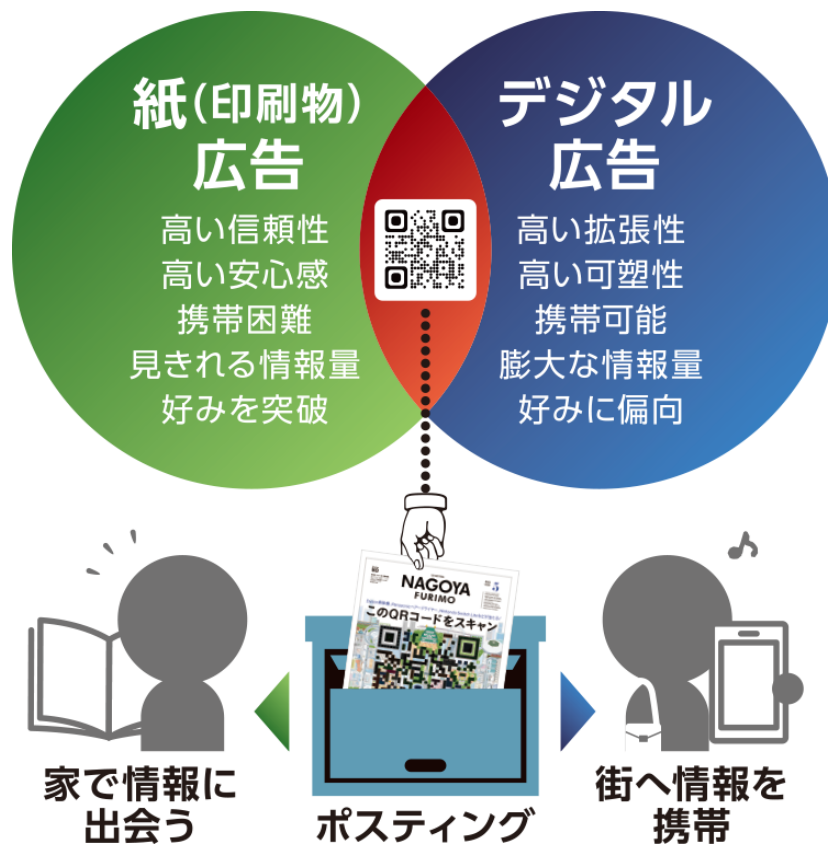 紙(印刷物)
広告
高い信頼性
高い安心感
携帯困難
見きれる情報量
好みを突破
デジタル
広告
高い拡張性
高い可塑性
携帯可能
膨大な情報量
好みに偏向
NAGOYA
FURIMO
5
このQRコードをスキャン
家で情報に
出会う
ポスティング
街へ情報を
携帯